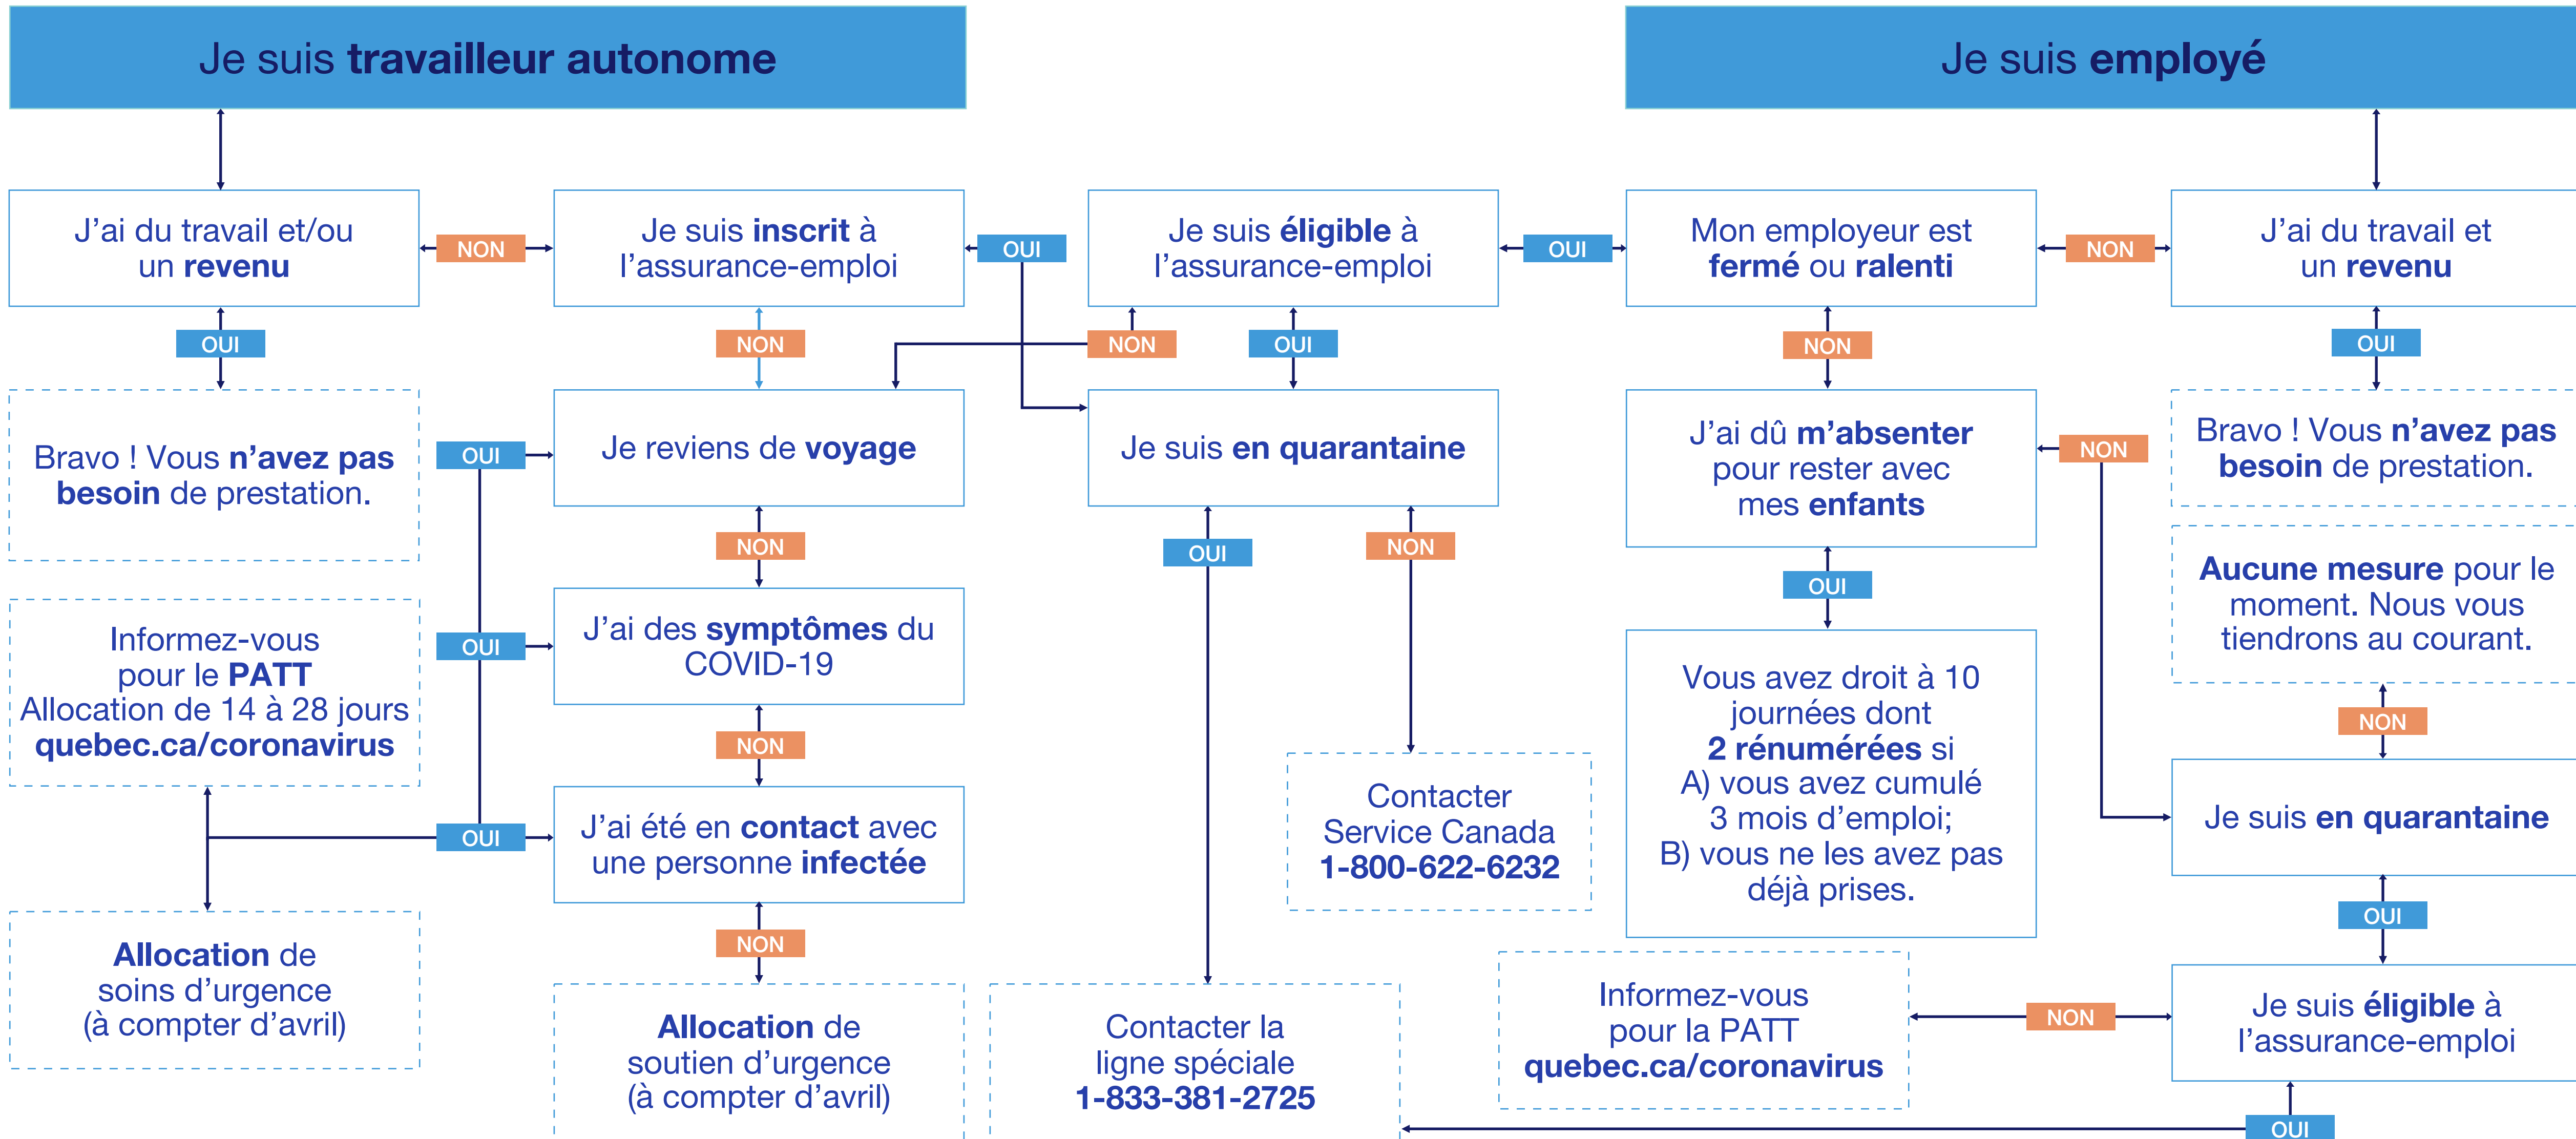 Je suis travailleur autonome
Je suis employé
J'ai du travail et/ou
un revenu
NON
Je suis inscrit à
l'assurance-emploi
OUI
Je suis éligible à
l'assurance-emploi
OUI
Mon employeur est
fermé ou ralenti
NON
J'ai du travail et
un revenu
OUI
NON
NON
OUI
NON
OUI
Bravo ! Vous n'avez pas
besoin de prestation.
OUI
Je reviens de voyage
Je suis en quarantaine
J'ai dû m'absenter
pour rester avec
mes enfants
NON
Bravo ! Vous n'avez pas
besoin de prestation.
NON
OUI
NON
OUI
Aucune mesure pour le
moment. Nous vous
tiendrons au courant.
Informez-vous
pour le PATT
Allocation de 14 à 28 jours
quebec.ca/coronavirus
OUI
J'ai des symptômes du
COVID-19
Vous avez droit à 10
journées dont
2 rénumérées si
A) vous avez cumulé
3 mois d'emploi;
B) vous ne les avez pas
déjà prises.
NON
NON
OUI
J'ai été en contact avec
une personne infectée
Contacter
Service Canada
1-800-622-6232
Je suis en quarantaine
OUI
NON
Allocation de
soins d'urgence
(à compter d'avril)
Allocation de
soutien d'urgence
(à compter d'avril)
Contacter la
ligne spéciale
1-833-381-2725
Informez-vous
pour la PATT
quebec.ca/coronavirus
NON
Je suis éligible à
l'assurance-emploi
OUI